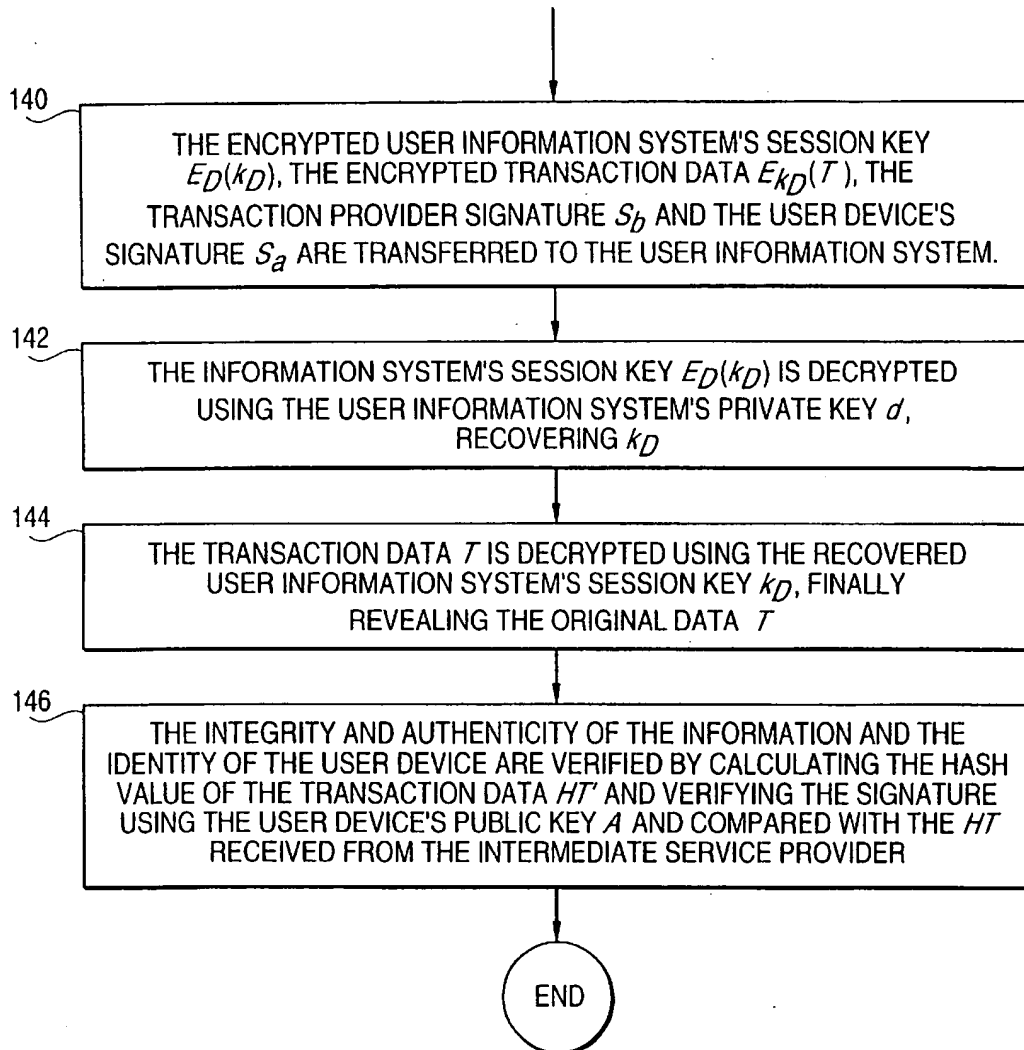 140
THE ENCRYPTED USER INFORMATION SYSTEM'S SESSION KEY
E_D(k_D), THE ENCRYPTED TRANSACTION DATA E_{k_D}(T), THE
TRANSACTION PROVIDER SIGNATURE S_b AND THE USER DEVICE'S
SIGNATURE S_a ARE TRANSFERRED TO THE USER INFORMATION SYSTEM.
142
THE INFORMATION SYSTEM'S SESSION KEY E_D(k_D) IS DECRYPTED
USING THE USER INFORMATION SYSTEM'S PRIVATE KEY d,
RECOVERING k_D
144
THE TRANSACTION DATA T IS DECRYPTED USING THE RECOVERED
USER INFORMATION SYSTEM'S SESSION KEY k_D, FINALLY
REVEALING THE ORIGINAL DATA T
146
THE INTEGRITY AND AUTHENTICITY OF THE INFORMATION AND THE
IDENTITY OF THE USER DEVICE ARE VERIFIED BY CALCULATING THE HASH
VALUE OF THE TRANSACTION DATA HT' AND VERIFYING THE SIGNATURE
USING THE USER DEVICE'S PUBLIC KEY A AND COMPARED WITH THE HT
RECEIVED FROM THE INTERMEDIATE SERVICE PROVIDER
END